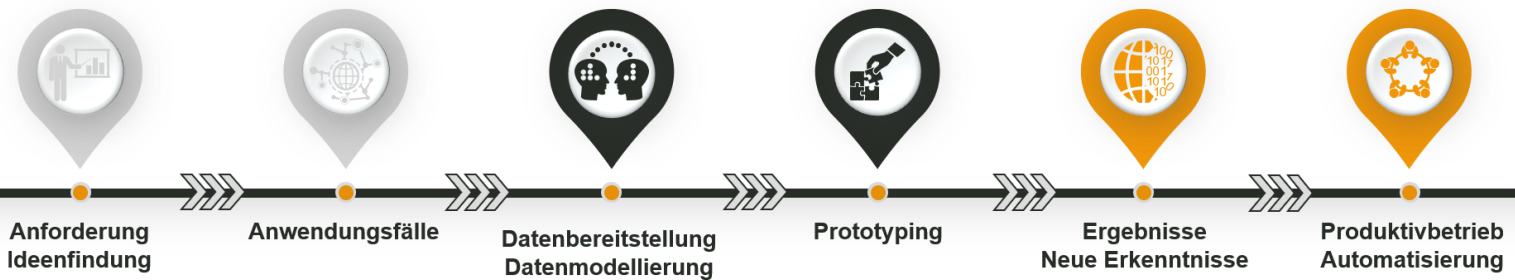 Anforderung
Ideenfindung
Anwendungsfälle
Datenbereitstellung
Datenmodellierung
Prototyping
Ergebnisse
Neue Erkenntnisse
Produktivbetrieb
Automatisierung